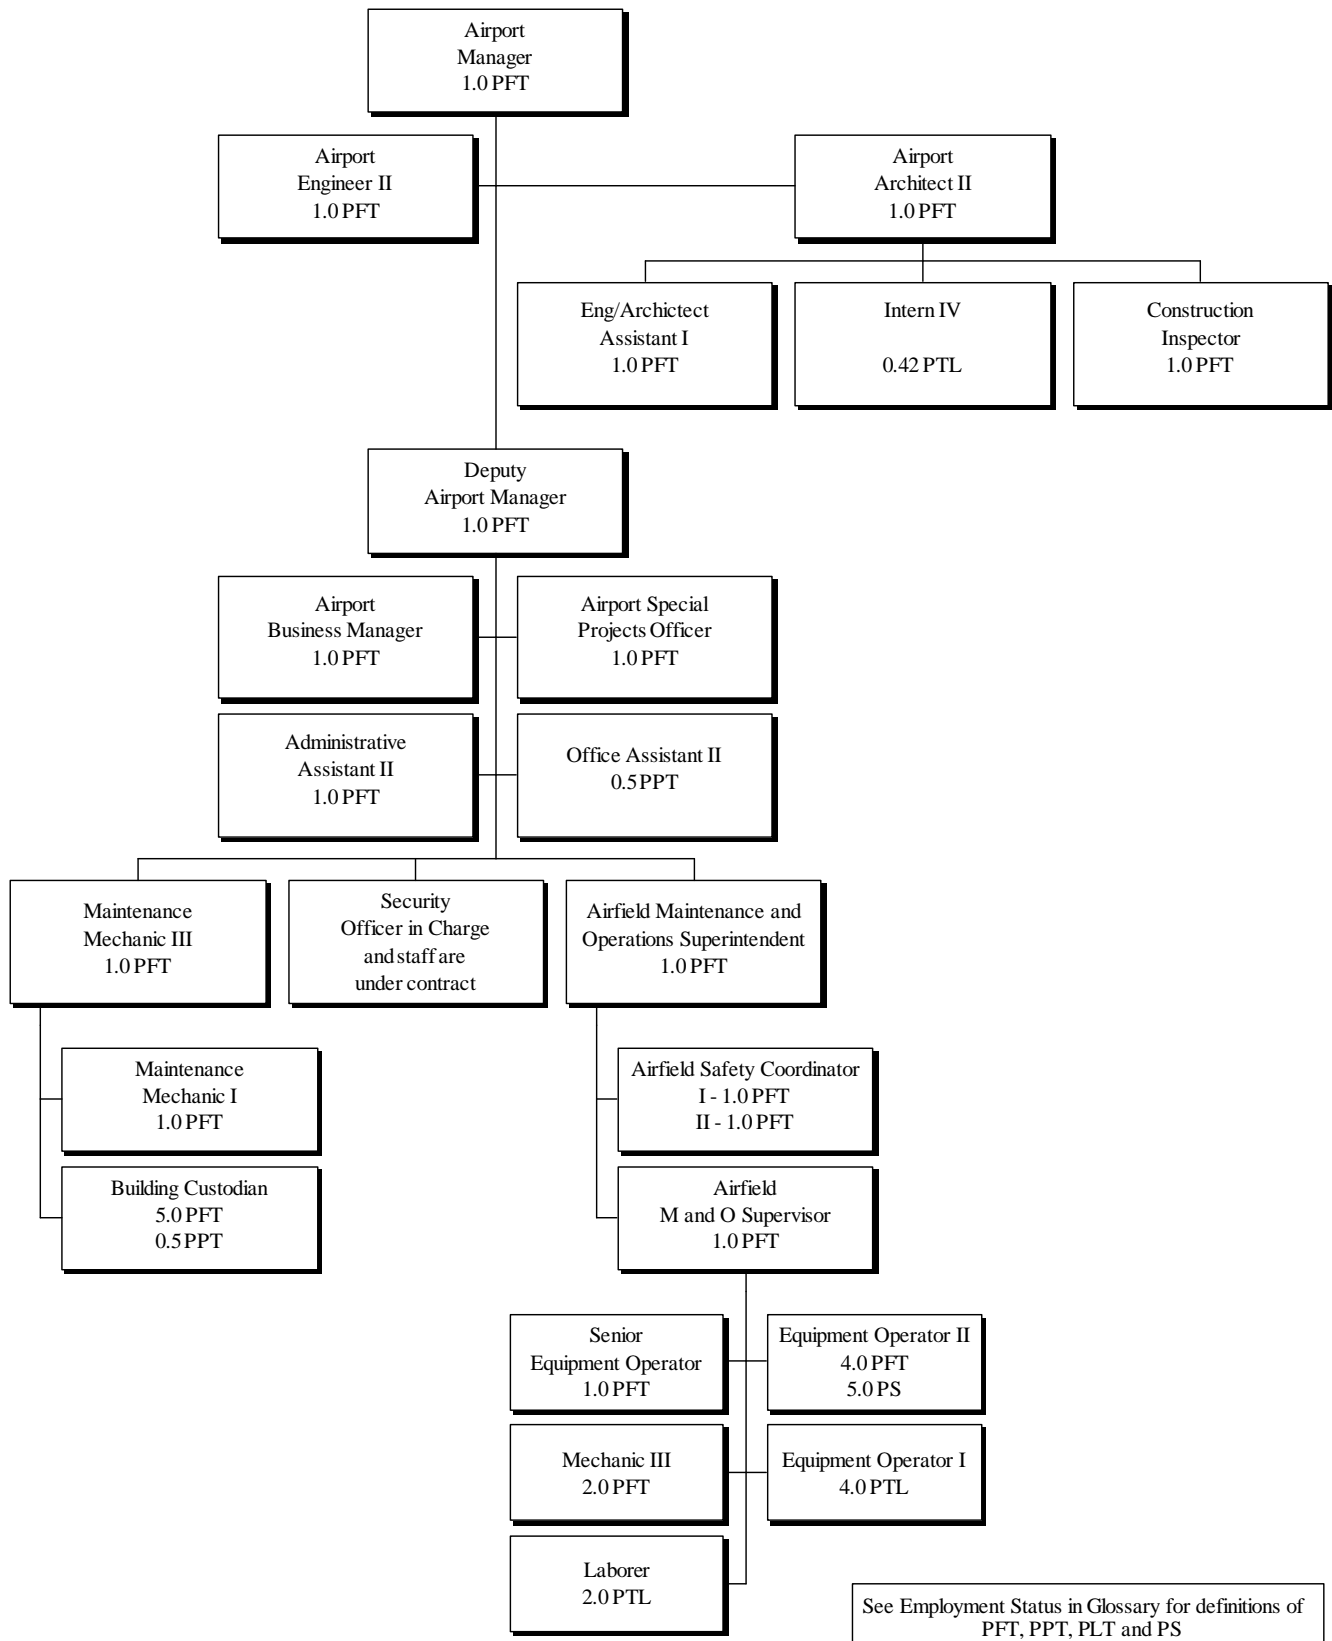 Airport
Manager
1.0 PFT
Airport
Engineer II
1.0 PFT
Airport
Architect II
1.0 PFT
Eng/Archictect
Assistant I
1.0 PFT
Intern IV
0.42 PTL
Construction
Inspector
1.0 PFT
Deputy
Airport Manager
1.0 PFT
Airport
Business Manager
1.0 PFT
Airport Special
Projects Officer
1.0 PFT
Administrative
Assistant II
1.0 PFT
Office Assistant II
0.5 PPT
Maintenance
Mechanic III
1.0 PFT
Security
Officer in Charge
and staff are
under contract
Airfield Maintenance and
Operations Superintendent
1.0 PFT
Maintenance
Mechanic I
1.0 PFT
Building Custodian
5.0 PFT
0.5 PPT
Airfield Safety Coordinator
I - 1.0 PFT
II - 1.0 PFT
Airfield
M and O Supervisor
1.0 PFT
Senior
Equipment Operator
1.0 PFT
Equipment Operator II
4.0 PFT
5.0 PS
Mechanic III
2.0 PFT
Equipment Operator I
4.0 PTL
Laborer
2.0 PTL
See Employment Status in Glossary for definitions of
PFT, PPT, PLT and PS